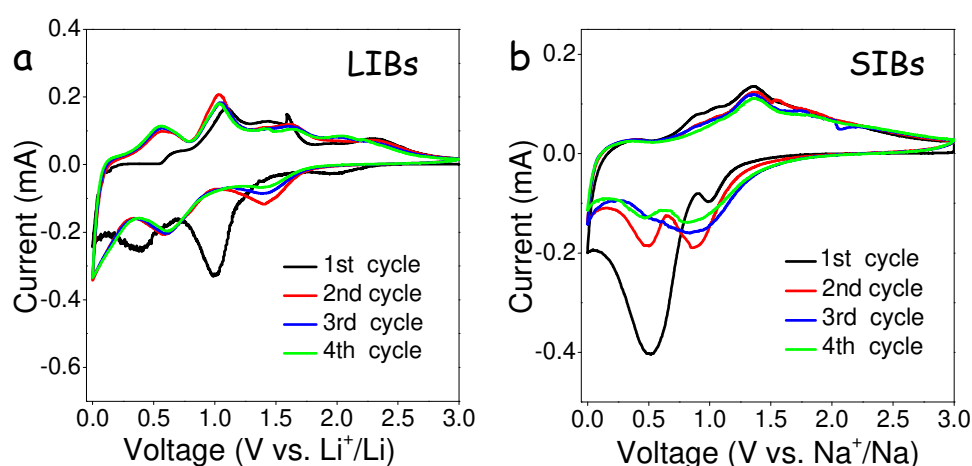 a
LIBs
0.4
0.2
0.0
-0.2
-0.4
-0.6
Current (mA)
1st cycle
2nd cycle
3rd cycle
4th cycle
0.0 0.5 1.0 1.5 2.0 2.5 3.0
Voltage (V vs. Li⁺/Li)
b
SIBs
0.2
0.0
-0.2
-0.4
Current (mA)
1st cycle
2nd cycle
3rd cycle
4th cycle
0.0 0.5 1.0 1.5 2.0 2.5 3.0
Voltage (V vs. Na⁺/Na)